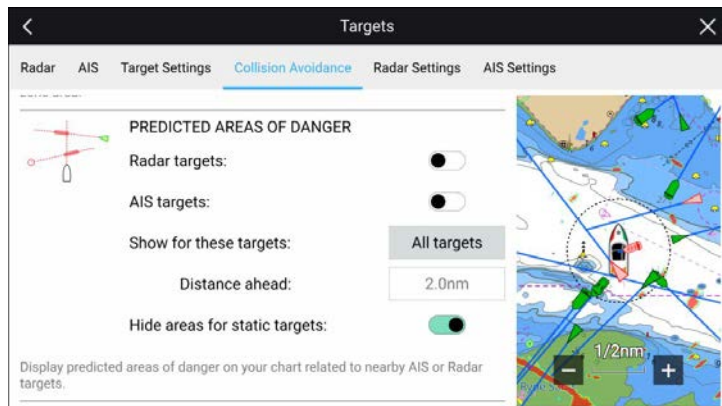 Targets
Radar AIS Target Settings Collision Avoidance Radar Settings AIS Settings
PREDICTED AREAS OF DANGER
Radar targets:
AIS targets:
Show for these targets: All targets
Distance ahead: 2.0nm
Hide areas for static targets:
Display predicted areas of danger on your chart related to nearby AIS or Radar
targets.
1/2nm